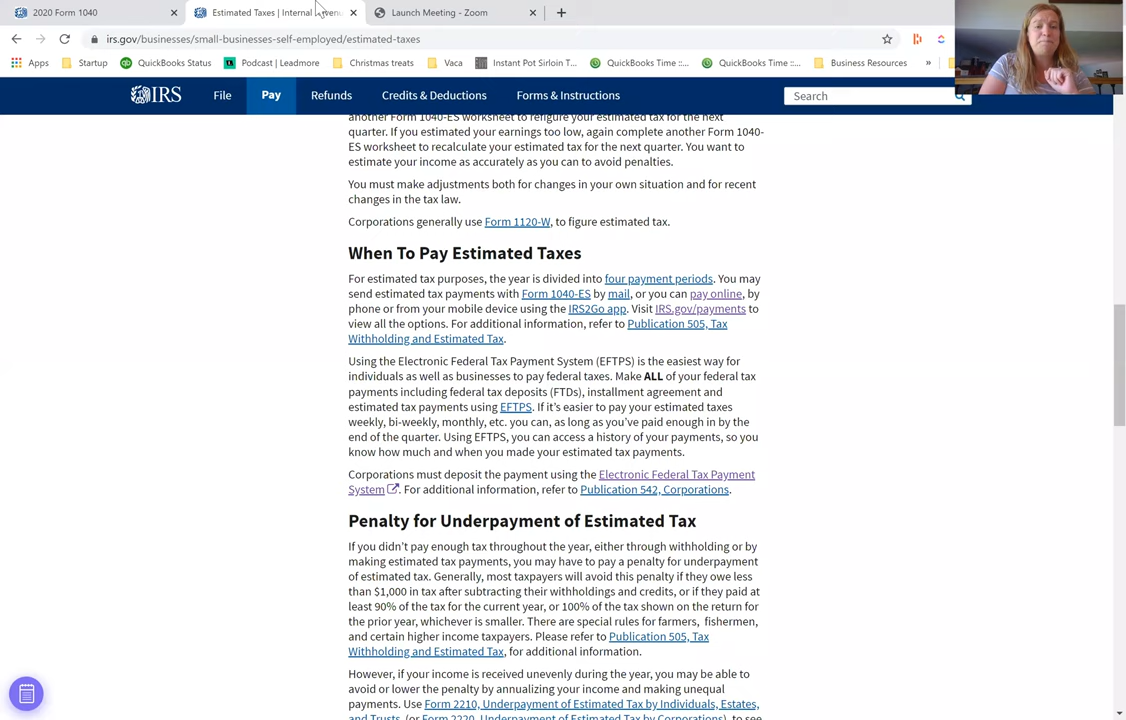 2020 Form 1040
Estimated Taxes | Internal
Launch Meeting - Zoom
irs.gov/businesses/small-businesses-self-employed/estimated-taxes
Apps
Startup
QuickBooks Status
Podcast | Leadmore
Christmas treats
Vaca
Instant Pot Sirloin T...
QuickBooks Time ::...
QuickBooks Time ::...
Business Resources
»
IRS
File
Pay
Refunds
Credits & Deductions
Forms & Instructions
Search
another Form 1040-ES worksheet to refigure your estimated tax for the next
quarter. If you estimated your earnings too low, again complete another Form 1040-
ES worksheet to recalculate your estimated tax for the next quarter. You want to
estimate your income as accurately as you can to avoid penalties.
You must make adjustments both for changes in your own situation and for recent
changes in the tax law.
Corporations generally use Form 1120-W, to figure estimated tax.
When To Pay Estimated Taxes
For estimated tax purposes, the year is divided into four payment periods. You may
send estimated tax payments with Form 1040-ES by mail, or you can pay online, by
phone or from your mobile device using the IRS2Go app. Visit IRS.gov/payments to
view all the options. For additional information, refer to Publication 505, Tax
Withholding and Estimated Tax.
Using the Electronic Federal Tax Payment System (EFTPS) is the easiest way for
individuals as well as businesses to pay federal taxes. Make ALL of your federal tax
payments including federal tax deposits (FTDs), installment agreement and
estimated tax payments using EFTPS. If it's easier to pay your estimated taxes
weekly, bi-weekly, monthly, etc. you can, as long as you've paid enough in by the
end of the quarter. Using EFTPS, you can access a history of your payments, so you
know how much and when you made your estimated tax payments.
Corporations must deposit the payment using the Electronic Federal Tax Payment
System. For additional information, refer to Publication 542, Corporations.
Penalty for Underpayment of Estimated Tax
If you didn't pay enough tax throughout the year, either through withholding or by
making estimated tax payments, you may have to pay a penalty for underpayment
of estimated tax. Generally, most taxpayers will avoid this penalty if they owe less
than $1,000 in tax after subtracting their withholdings and credits, or if they paid at
least 90% of the tax for the current year, or 100% of the tax shown on the return for
the prior year, whichever is smaller. There are special rules for farmers, fishermen,
and certain higher income taxpayers. Please refer to Publication 505, Tax
Withholding and Estimated Tax, for additional information.
However, if your income is received unevenly during the year, you may be able to
avoid or lower the penalty by annualizing your income and making unequal
payments. Use Form 2210, Underpayment of Estimated Tax by Individuals, Estates,
and Trusts (or Form 2220, Underpayment of Estimated Tax by Corporations), to see